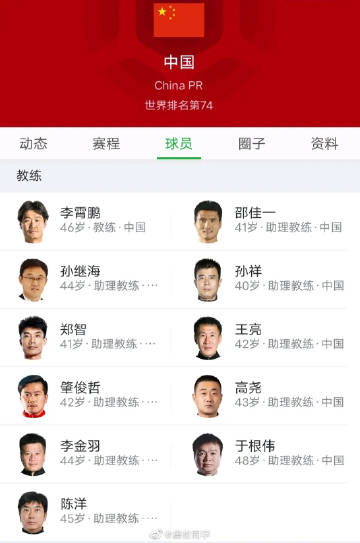 中国
China PR
世界排名第74
动态 赛程 球员 圈子 资料
教练
李霄鹏 邵佳一
46岁·教练·中国 41岁·助理教练·中国
孙继海 孙祥
44岁·助理教练·… 40岁·助理教练·中国
郑智 王亮
41岁·助理教练·… 42岁·助理教练·中国
肇俊哲 高尧
42岁·助理教练·… 43岁·助理教练·中国
李金羽 于根伟
44岁·助理教练·… 48岁·助理教练·中国
陈洋
45岁·助理教练·…